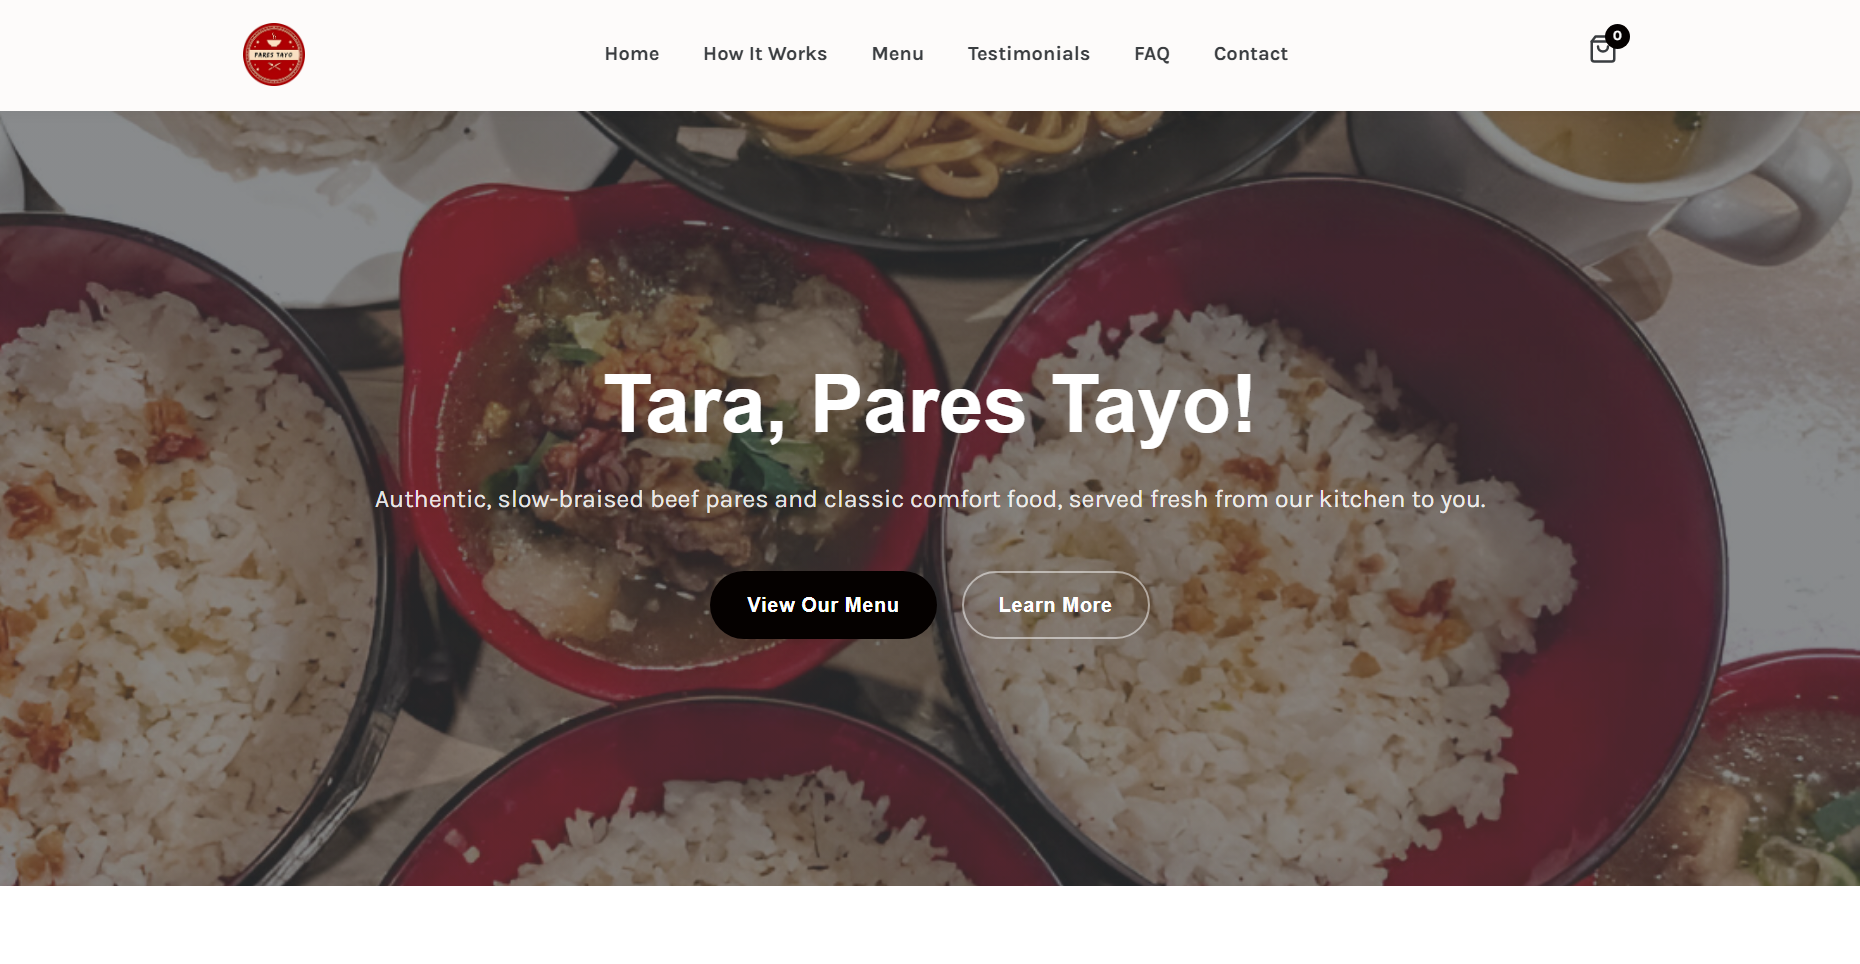 PARES TAYO
Home How It Works Menu Testimonials FAQ Contact
0
Tara, Pares Tayo!
Authentic, slow-braised beef pares and classic comfort food, served fresh from our kitchen to you.
View Our Menu Learn More